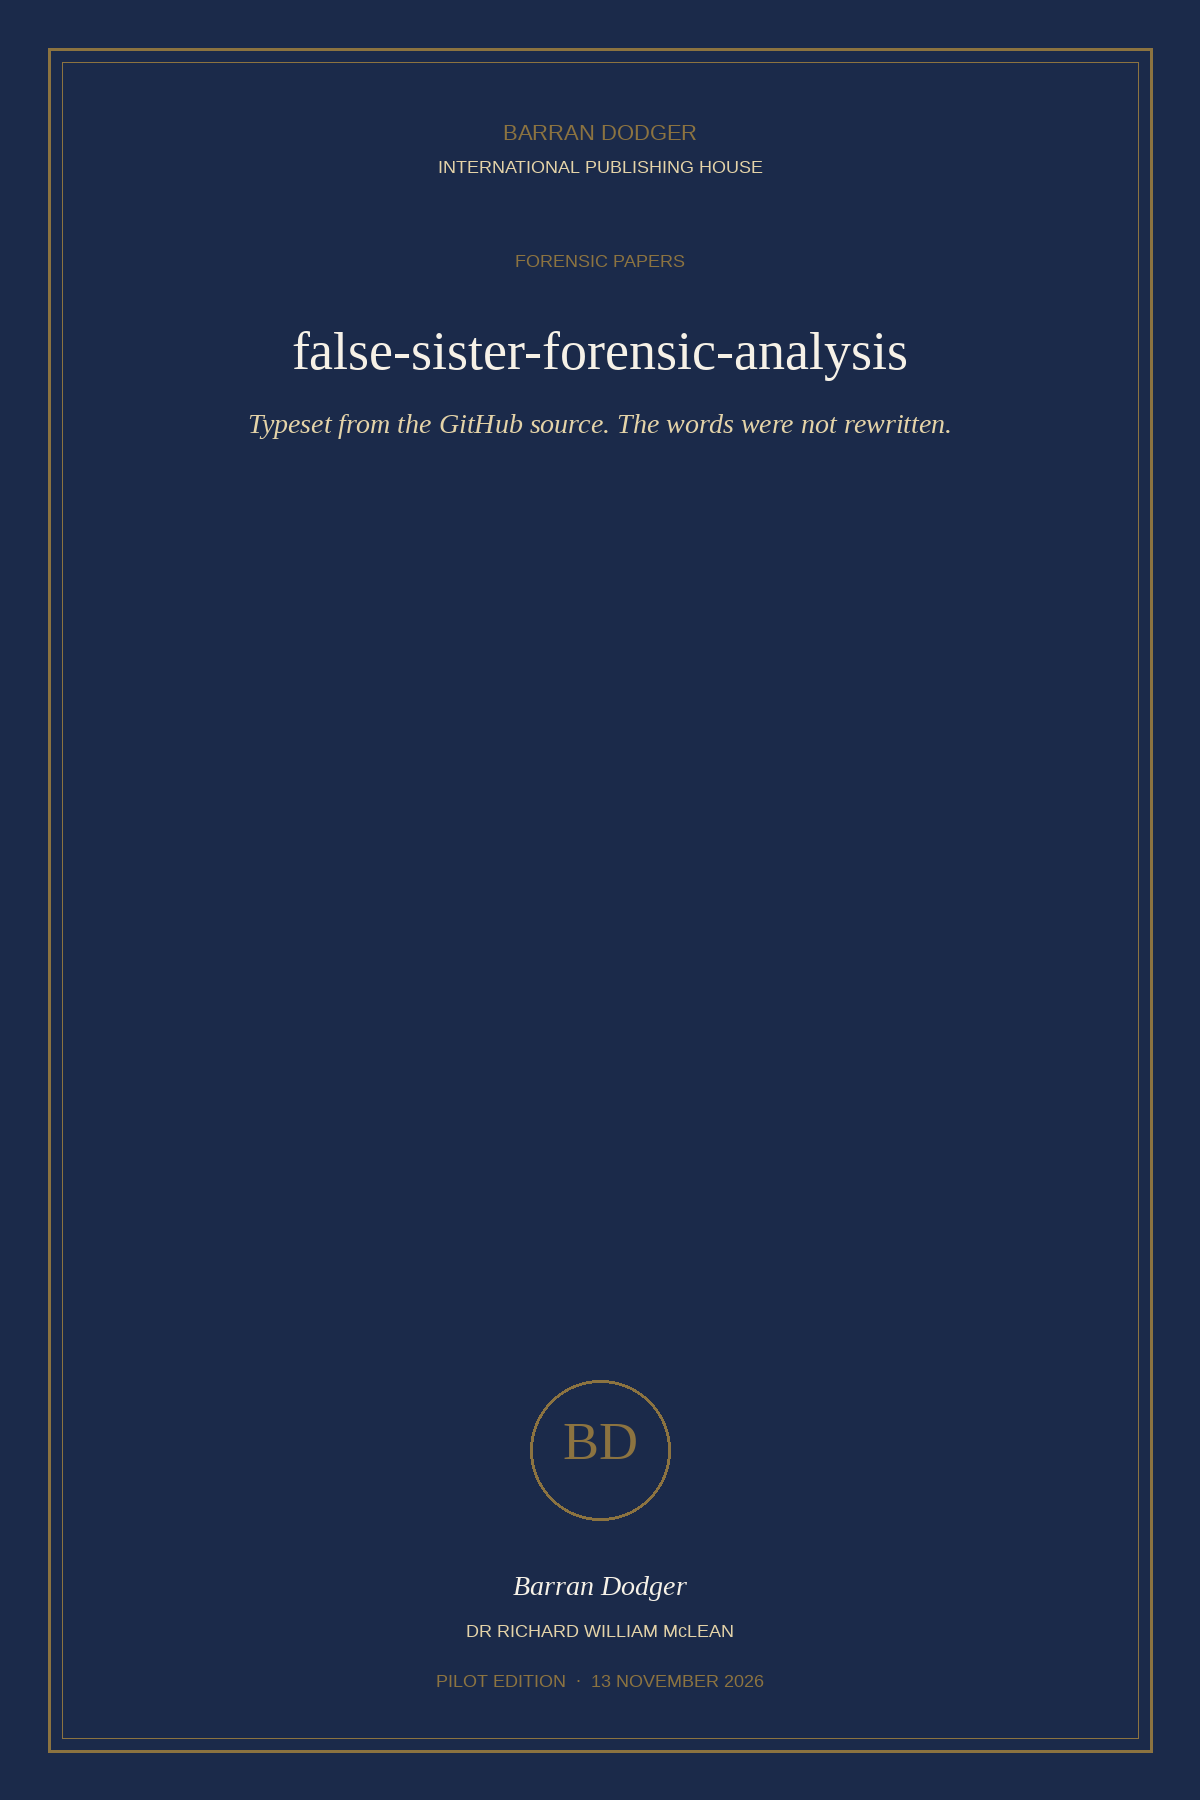 BARRAN DODGER
INTERNATIONAL PUBLISHING HOUSE
FORENSIC PAPERS
false-sister-forensic-analysis
Typeset from the GitHub source. The words were not rewritten.
BD
Barran Dodger
DR RICHARD WILLIAM McLEAN
PILOT EDITION · 13 NOVEMBER 2026